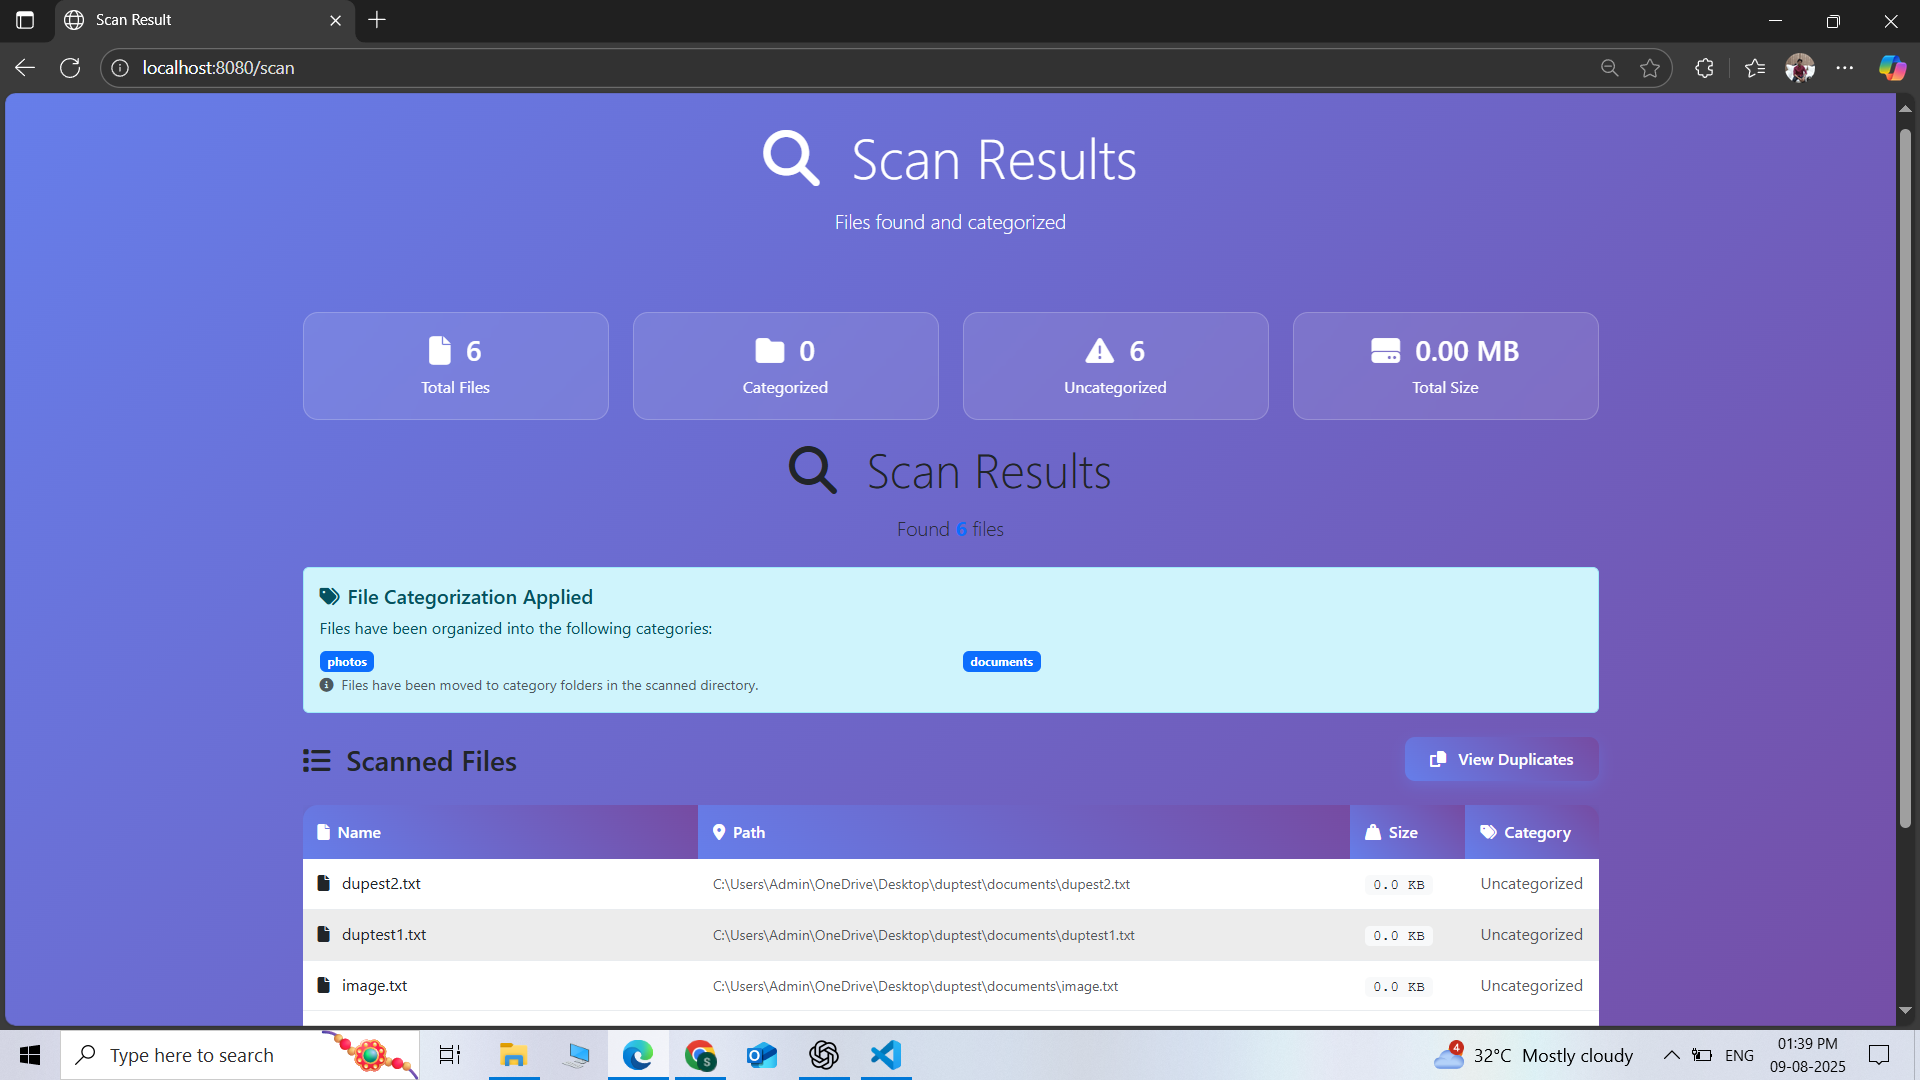 Scan Result
localhost:8080/scan
Scan Results
Files found and categorized
6
Total Files
0
Categorized
6
Uncategorized
0.00 MB
Total Size
Scan Results
Found 6 files
File Categorization Applied
Files have been organized into the following categories:
photos documents
Files have been moved to category folders in the scanned directory.
Scanned Files
View Duplicates
Name Path Size Category
dupest2.txt C:\Users\Admin\OneDrive\Desktop\duptest\documents\dupest2.txt 0.0 KB Uncategorized
duptest1.txt C:\Users\Admin\OneDrive\Desktop\duptest\documents\duptest1.txt 0.0 KB Uncategorized
image.txt C:\Users\Admin\OneDrive\Desktop\duptest\documents\image.txt 0.0 KB Uncategorized
Type here to search
4
32°C Mostly cloudy
ENG
01:39 PM
09-08-2025